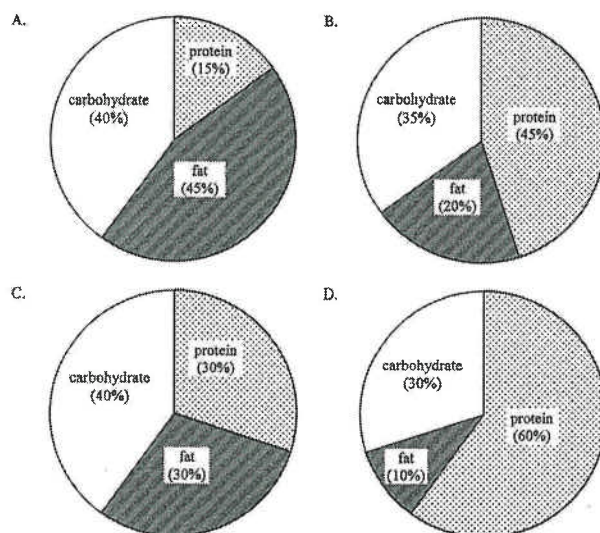 A.
protein
(15%)
carbohydrate
(40%)
fat
(45%)
B.
carbohydrate
(35%)
protein
(45%)
fat
(20%)
C.
protein
(30%)
carbohydrate
(40%)
fat
(30%)
D.
carbohydrate
(30%)
protein
(60%)
fat
(10%)